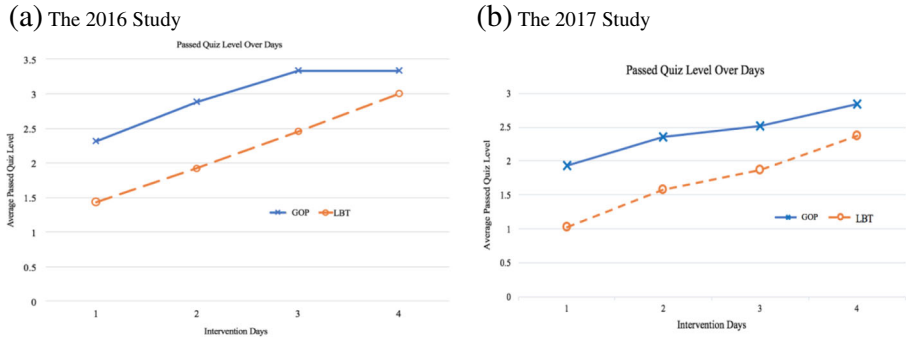 (a) The 2016 Study
Passed Quiz Level Over Days
3.5
3
2.5
2
1.5
1
0.5
0
Average Passed Quiz Level
GOP LBT
1 2 3 4
Intervention Days
(b) The 2017 Study
Passed Quiz Level Over Days
3
2.5
2
1.5
1
0.5
0
Average Passed Quiz Level
GOP LBT
1 2 3 4
Intervention Days